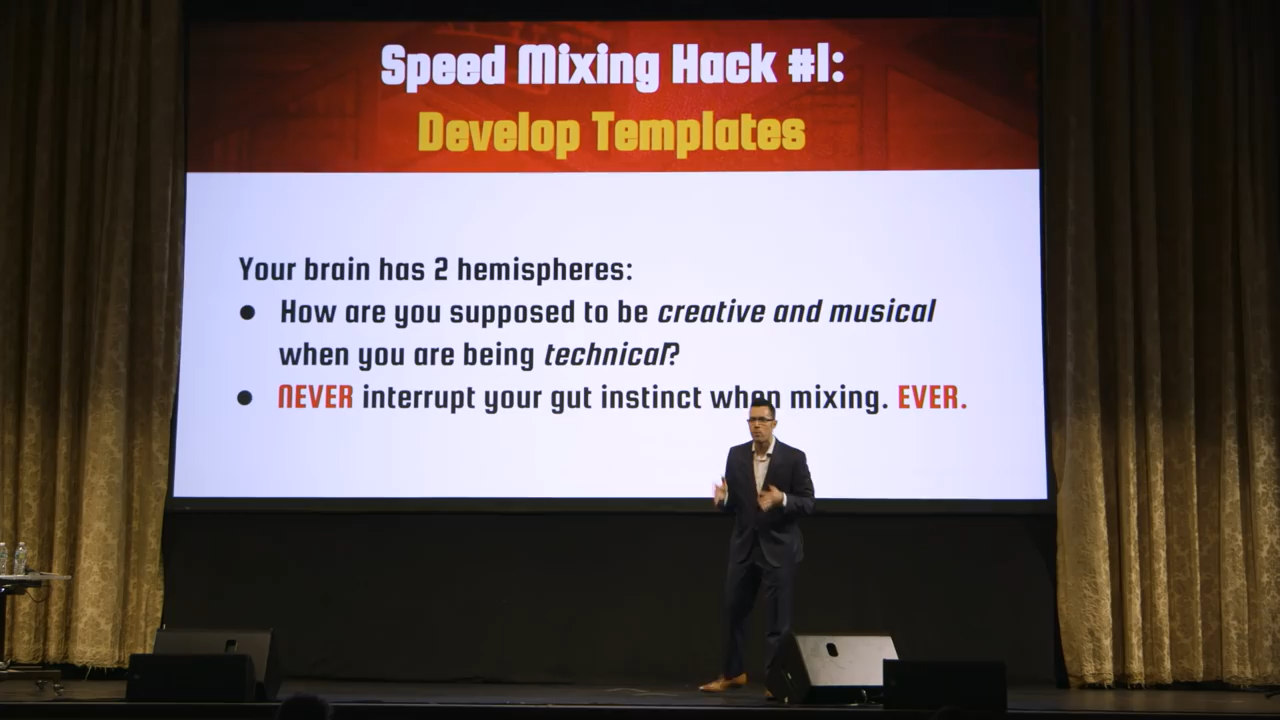 Speed Mixing Hack #1:
Develop Templates
Your brain has 2 hemispheres:
● How are you supposed to be creative and musical
when you are being technical?
● NEVER interrupt your gut instinct when mixing. EVER.